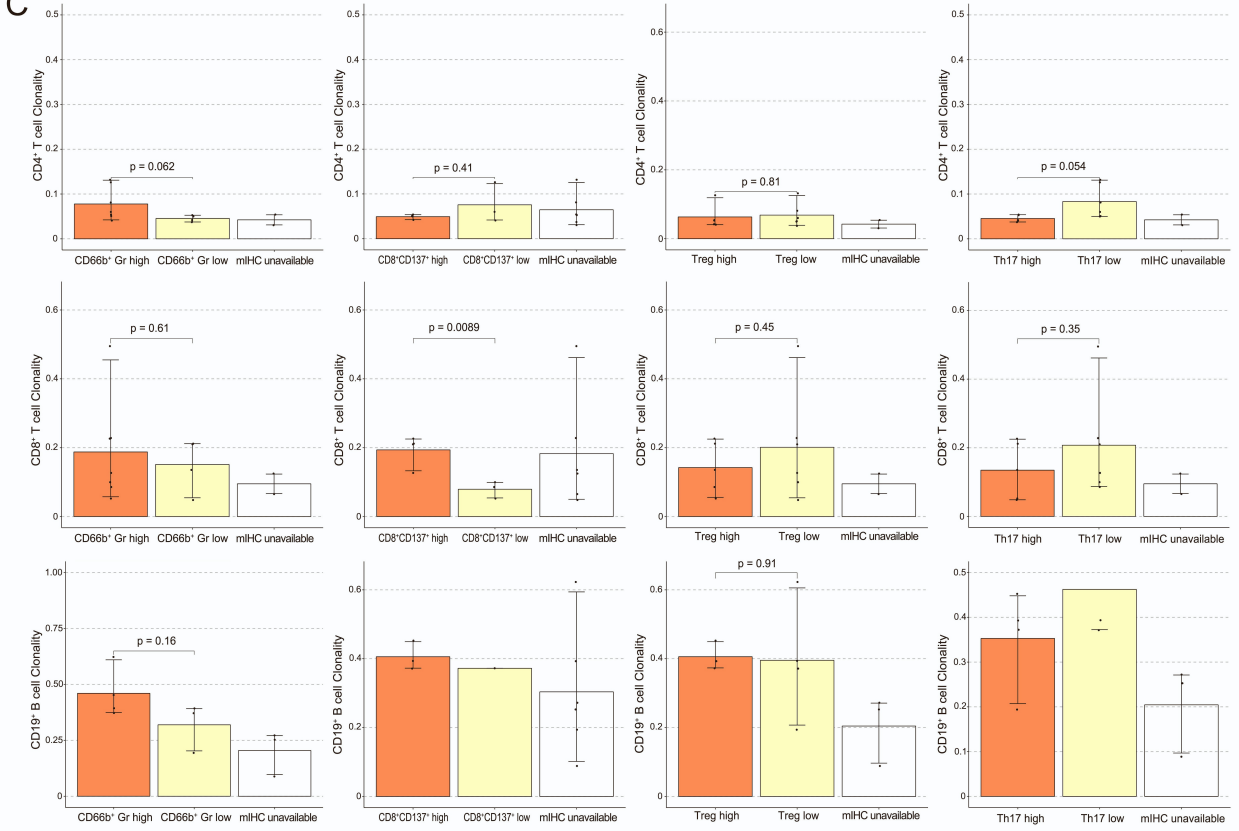 C
CD4⁺ T cell Clonality
0.5
0.4
0.3
0.2
0.1
0
p = 0.062
CD66b⁺ Gr high CD66b⁺ Gr low mIHC unavailable
CD4⁺ T cell Clonality
0.5
0.4
0.3
0.2
0.1
0
p = 0.41
CD8⁺CD137⁺ high CD8⁺CD137⁺ low mIHC unavailable
CD4⁺ T cell Clonality
0.6
0.4
0.2
0
p = 0.81
Treg high Treg low mIHC unavailable
CD4⁺ T cell Clonality
0.5
0.4
0.3
0.2
0.1
0
p = 0.054
Th17 high Th17 low mIHC unavailable
CD8⁺ T cell Clonality
0.6
0.4
0.2
0
p = 0.61
CD66b⁺ Gr high CD66b⁺ Gr low mIHC unavailable
CD8⁺ T cell Clonality
0.6
0.4
0.2
0
p = 0.0089
CD8⁺CD137⁺ high CD8⁺CD137⁺ low mIHC unavailable
CD8⁺ T cell Clonality
0.6
0.4
0.2
0
p = 0.45
Treg high Treg low mIHC unavailable
CD8⁺ T cell Clonality
0.6
0.4
0.2
0
p = 0.35
Th17 high Th17 low mIHC unavailable
CD19⁺ B cell Clonality
1.00
0.75
0.50
0.25
0
p = 0.16
CD66b⁺ Gr high CD66b⁺ Gr low mIHC unavailable
CD19⁺ B cell Clonality
0.6
0.4
0.2
0
CD8⁺CD137⁺ high CD8⁺CD137⁺ low mIHC unavailable
CD19⁺ B cell Clonality
0.6
0.4
0.2
0
p = 0.91
Treg high Treg low mIHC unavailable
CD19⁺ B cell Clonality
0.5
0.4
0.3
0.2
0.1
0
Th17 high Th17 low mIHC unavailable